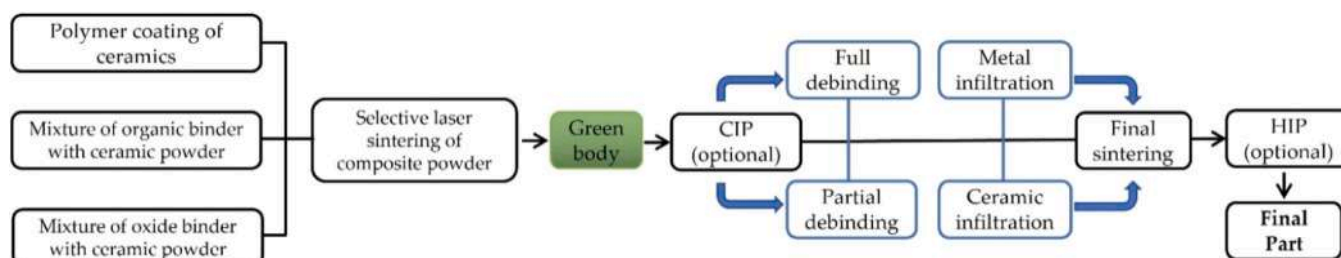 Polymer coating of
ceramics
Mixture of organic binder
with ceramic powder
Mixture of oxide binder
with ceramic powder
Selective laser
sintering of
composite powder
Green
body
CIP
(optional)
Full
debinding
Partial
debinding
Metal
infiltration
Ceramic
infiltration
Final
sintering
HIP
(optional)
Final
Part